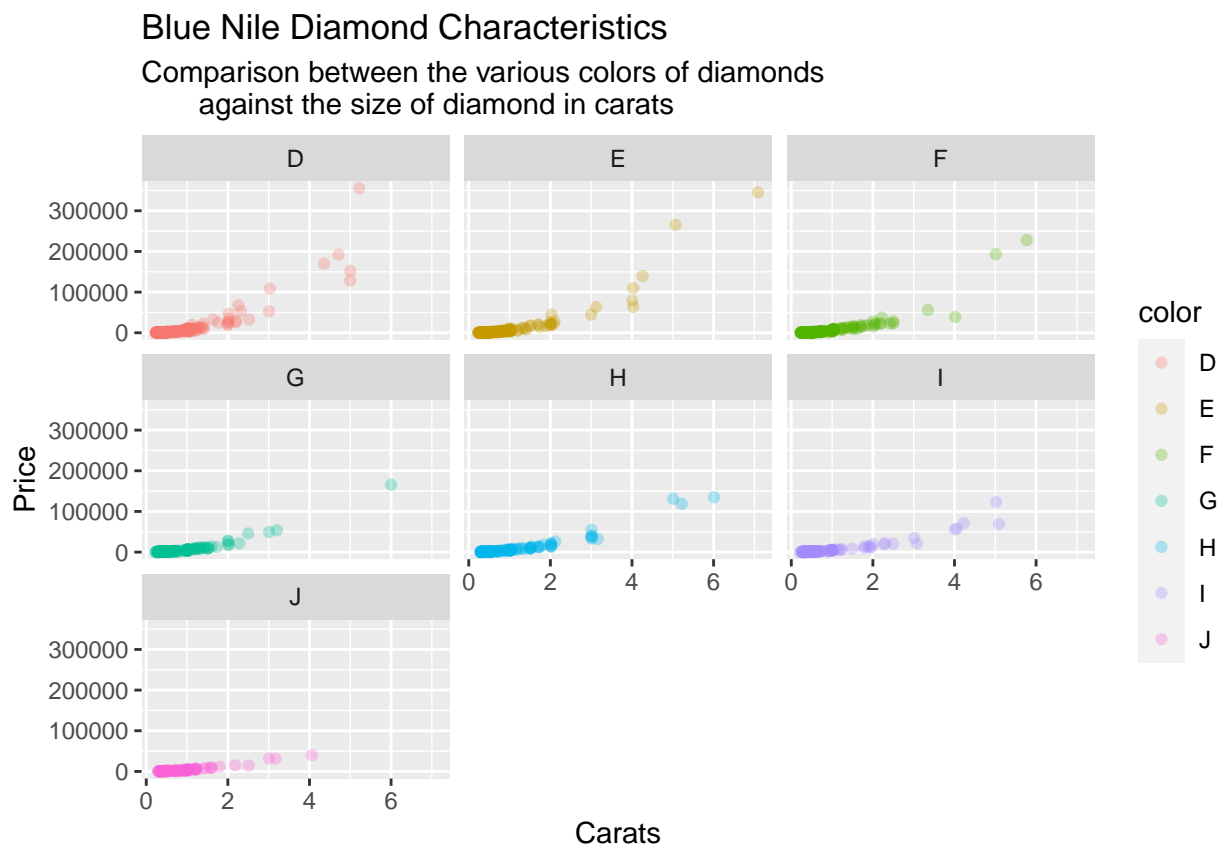 Blue Nile Diamond Characteristics
Comparison between the various colors of diamonds
against the size of diamond in carats
D
E
F
300000
200000
100000
0
G
H
I
300000
200000
100000
0
0 2 4 6
0 2 4 6
J
300000
200000
100000
0
0 2 4 6
Price
Carats
color
D
E
F
G
H
I
J